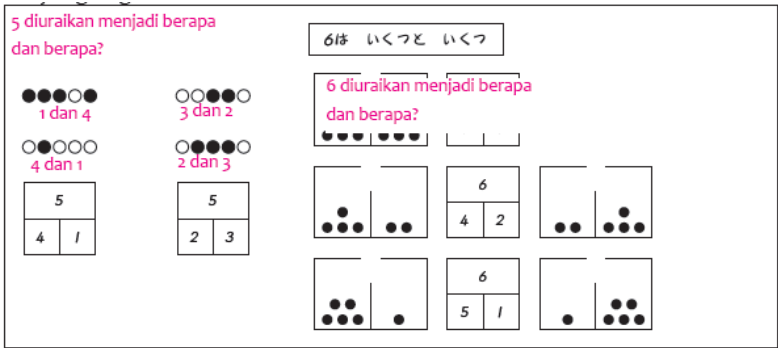 5 diuraikan menjadi berapa
dan berapa?
1 dan 4
3 dan 2
4 dan 1
2 dan 3
5
4 1
5
2 3
6は いくつと いくつ
6 diuraikan menjadi berapa
dan berapa?
6
4 2
6
5 1